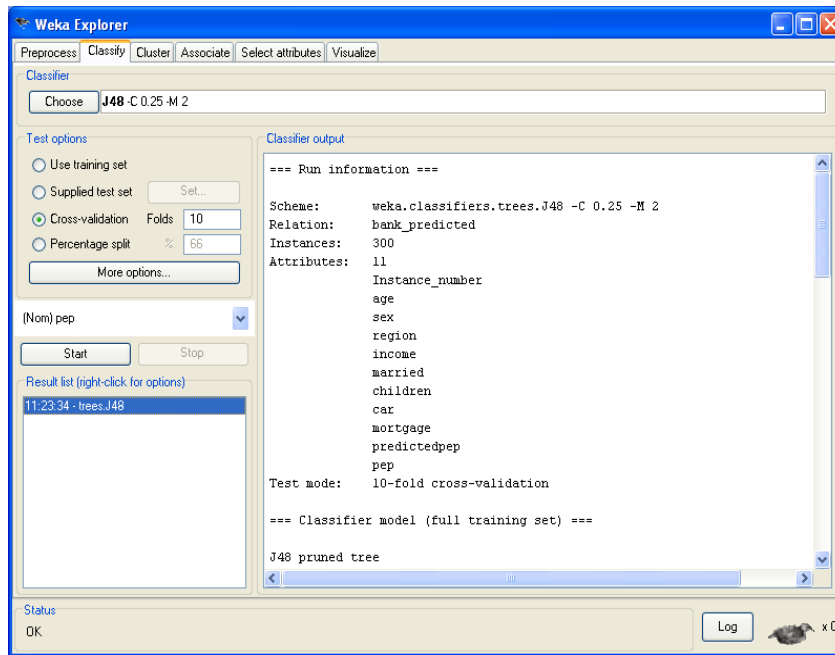 Weka Explorer
Preprocess Classify Cluster Associate Select attributes Visualize
Classifier
Choose J48 -C 0.25 -M 2
Test options
Use training set
Supplied test set Set...
Cross-validation Folds 10
Percentage split % 66
More options...
(Nom) pep
Start Stop
Result list (right-click for options)
11:23:34 - trees.J48
Classifier output
=== Run information ===
Scheme: weka.classifiers.trees.J48 -C 0.25 -M 2
Relation: bank_predicted
Instances: 300
Attributes: 11
Instance_number
age
sex
region
income
married
children
car
mortgage
predictedpep
pep
Test mode: 10-fold cross-validation
=== Classifier model (full training set) ===
J48 pruned tree
Status
OK
Log x 0